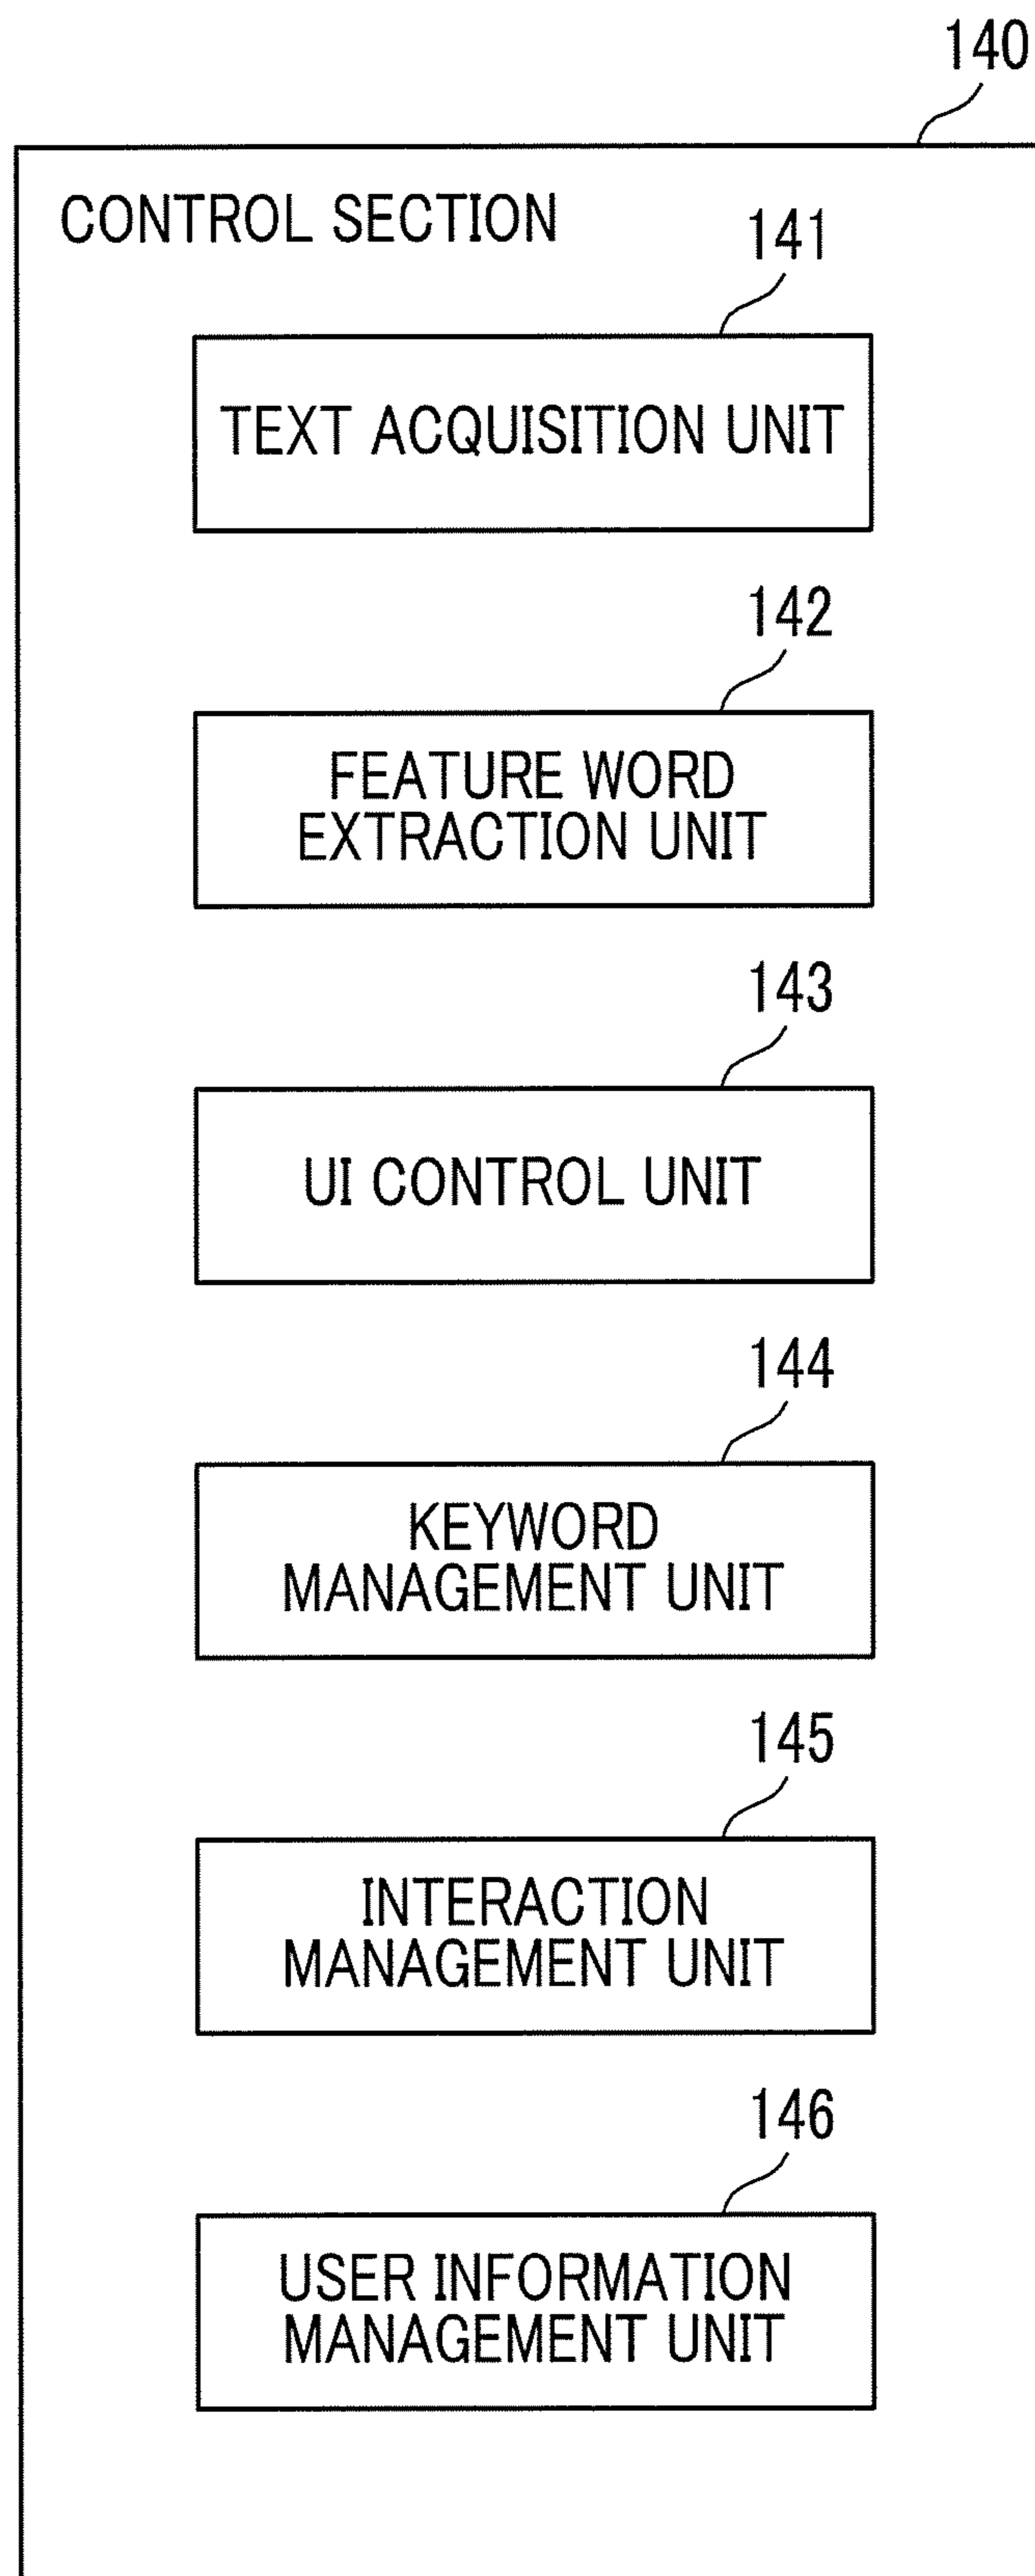 140
CONTROL SECTION
141
TEXT ACQUISITION UNIT
142
FEATURE WORD
EXTRACTION UNIT
143
UI CONTROL UNIT
144
KEYWORD
MANAGEMENT UNIT
145
INTERACTION
MANAGEMENT UNIT
146
USER INFORMATION
MANAGEMENT UNIT